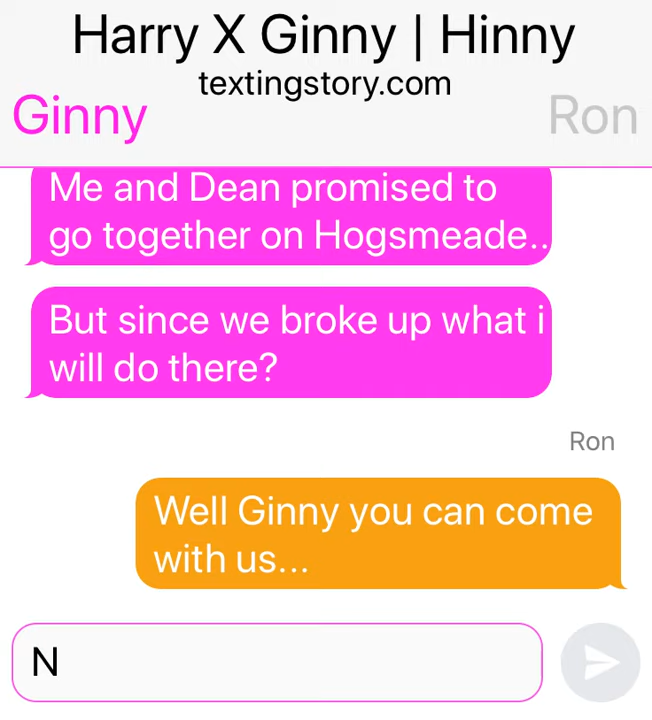 Harry X Ginny | Hinny
textingstory.com
Ginny
Ron
Me and Dean promised to
go together on Hogsmeade..
But since we broke up what i
will do there?
Ron
Well Ginny you can come
with us...
N